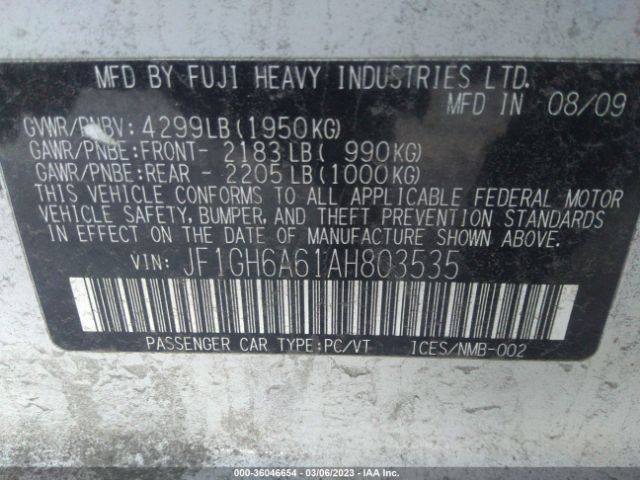 MFD BY FUJI HEAVY INDUSTRIES LTD.
MFD IN 08/09
GVWR/PNBV: 4299LB(1950KG)
GAWR/PNBE:FRONT- 2183LB( 990KG)
GAWR/PNBE:REAR - 2205LB(1000KG)
THIS VEHICLE CONFORMS TO ALL APPLICABLE FEDERAL MOTOR
VEHICLE SAFETY, BUMPER, AND THEFT PREVENTION STANDARDS
IN EFFECT ON THE DATE OF MANUFACTURE SHOWN ABOVE.
VIN: JF1GH6A61AH803535
PASSENGER CAR TYPE:PC/VT ICES/NMB-002
© Image - 000-36046654 - 03/06/2023 - IAA Inc.